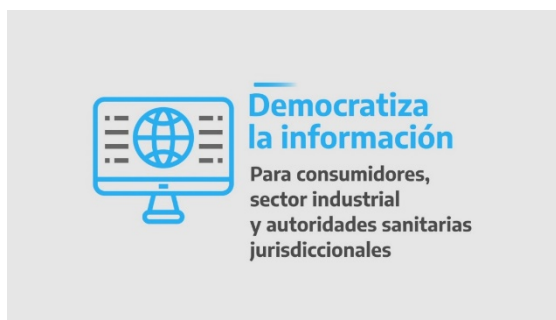 Democratiza
la información
Para consumidores,
sector industrial
y autoridades sanitarias
jurisdiccionales